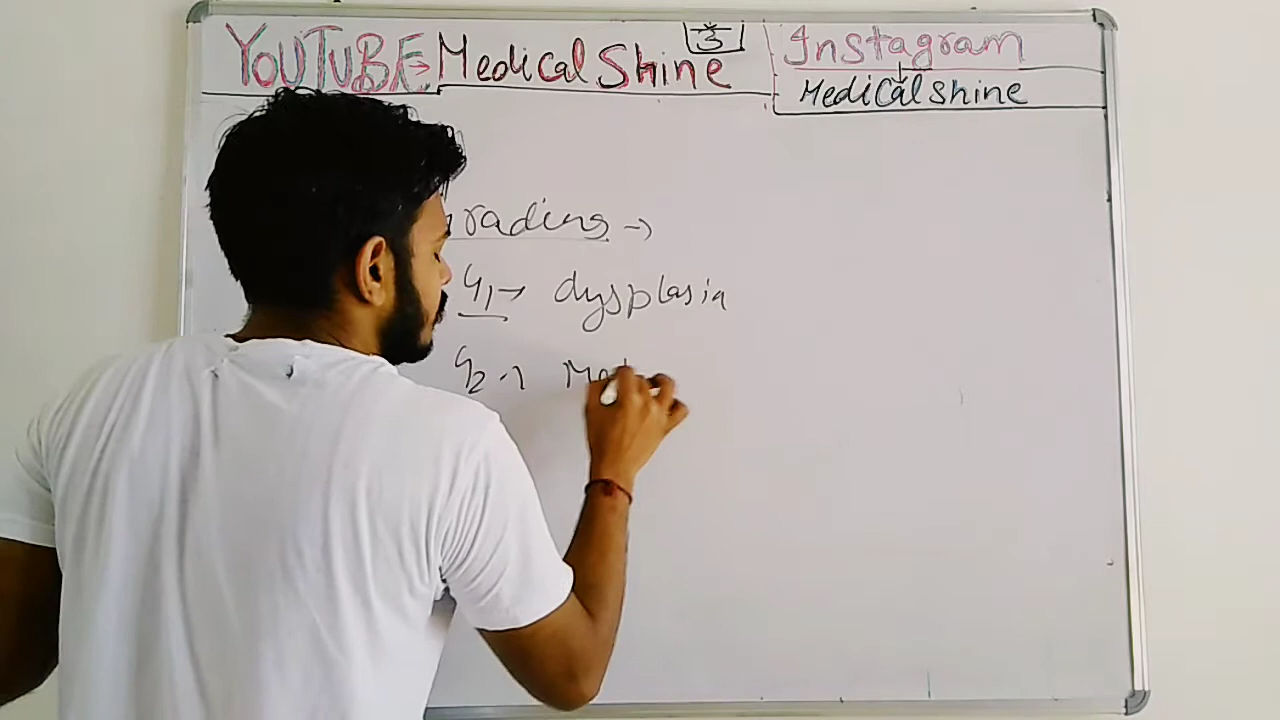 YOUTUBE → Medical Shine 3
Instagram
Medicalshine
rading →
G1 → dysplasia
G2 →